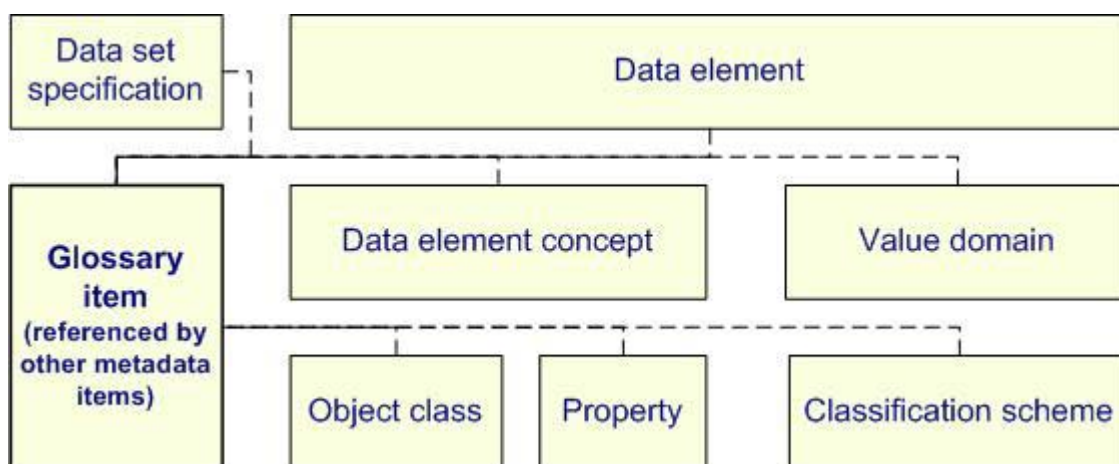 Data set
specification
Data element
Glossary
item
(referenced by
other metadata
items)
Data element concept
Value domain
Object class
Property
Classification scheme